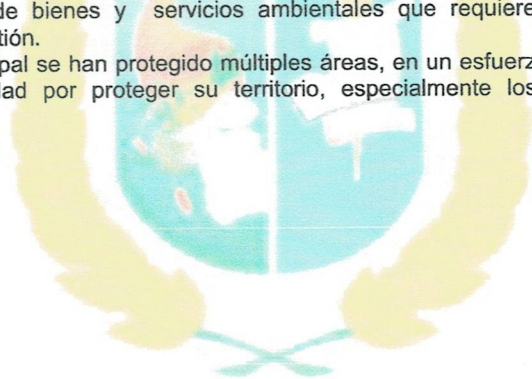 de bienes y servicios ambientales que requiere
tión.
pal se han protegido múltiples áreas, en un esfuerz
dad por proteger su territorio, especialmente los